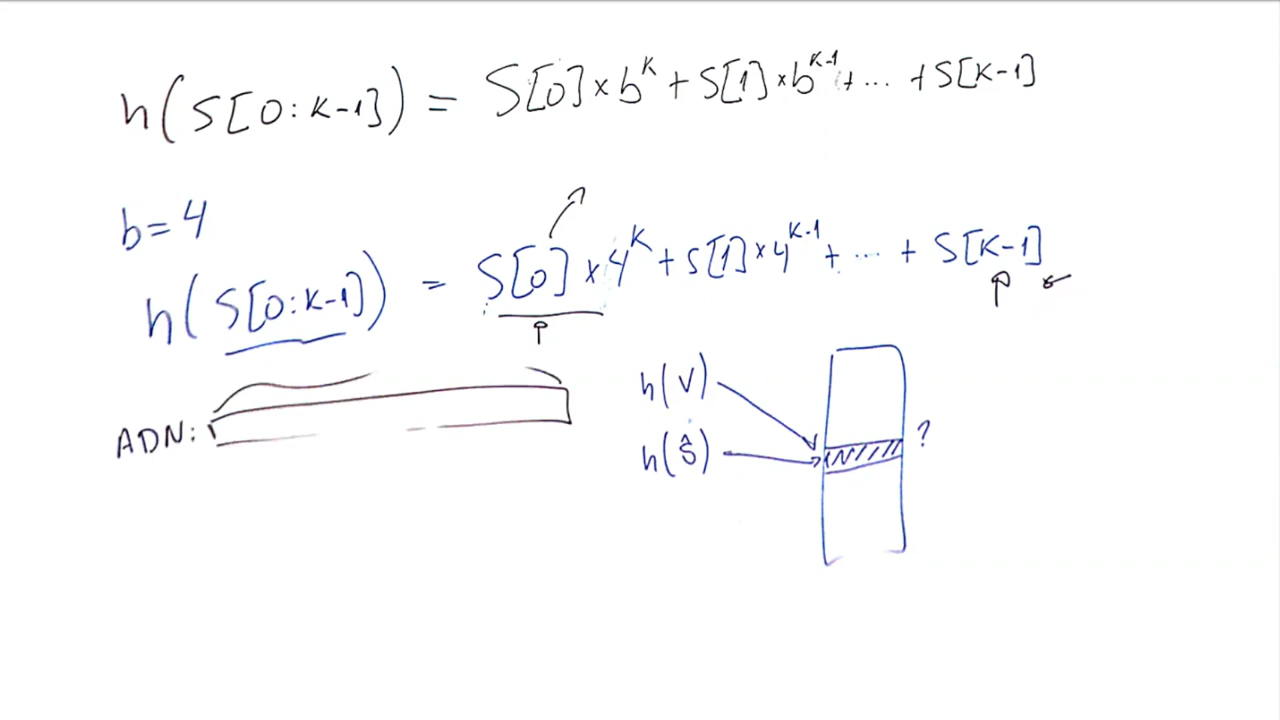 h(S[0:K-1]) = S[0]×b^K + S[1]×b^K-1 + ... + S[K-1]
b=4
h(S[0:K-1]) = S[0]×4^K + S[1]×4^K-1 + ... + S[K-1]
h(V)
ADN:
h(Ŝ)
?